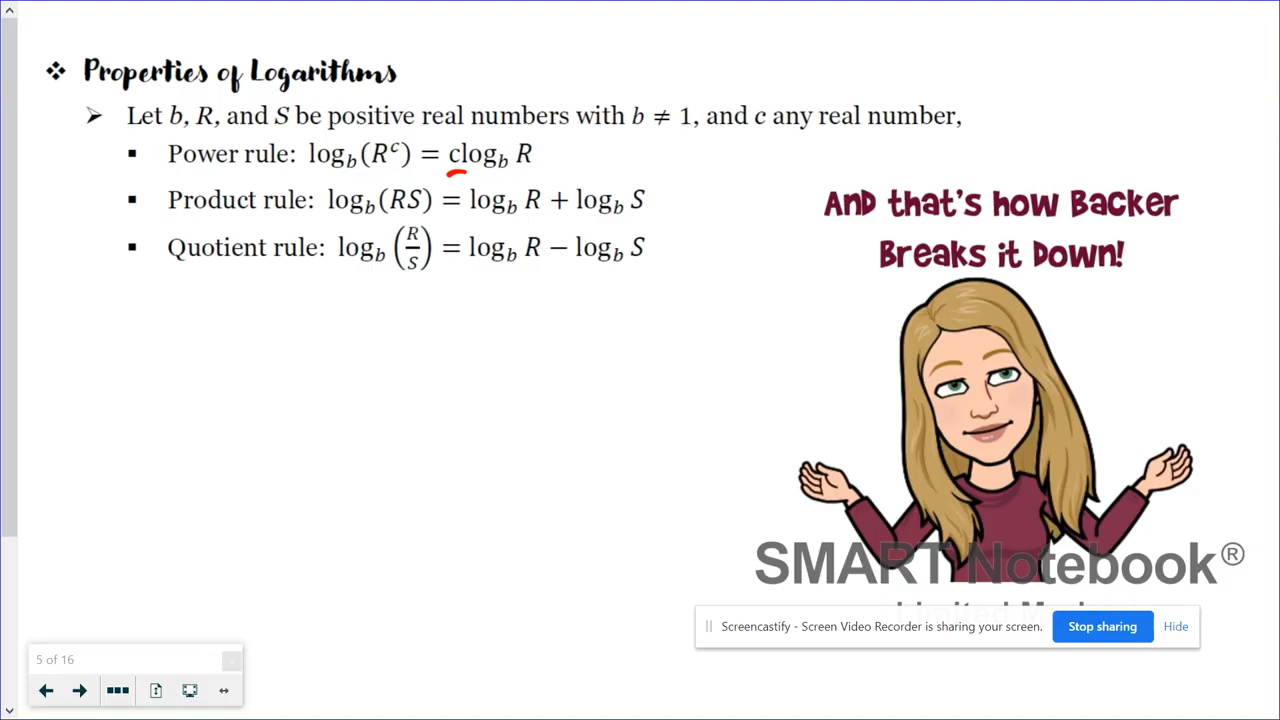 ❖ Properties of Logarithms
➢ Let b, R, and S be positive real numbers with b ≠ 1, and c any real number,
▪ Power rule: log_b(R^c) = clog_b R
▪ Product rule: log_b(RS) = log_b R + log_b S
▪ Quotient rule: log_b(R/S) = log_b R − log_b S
And that's how Backer
Breaks it Down!
SMART Notebook®
Screencastify - Screen Video Recorder is sharing your screen. Stop sharing Hide
5 of 16